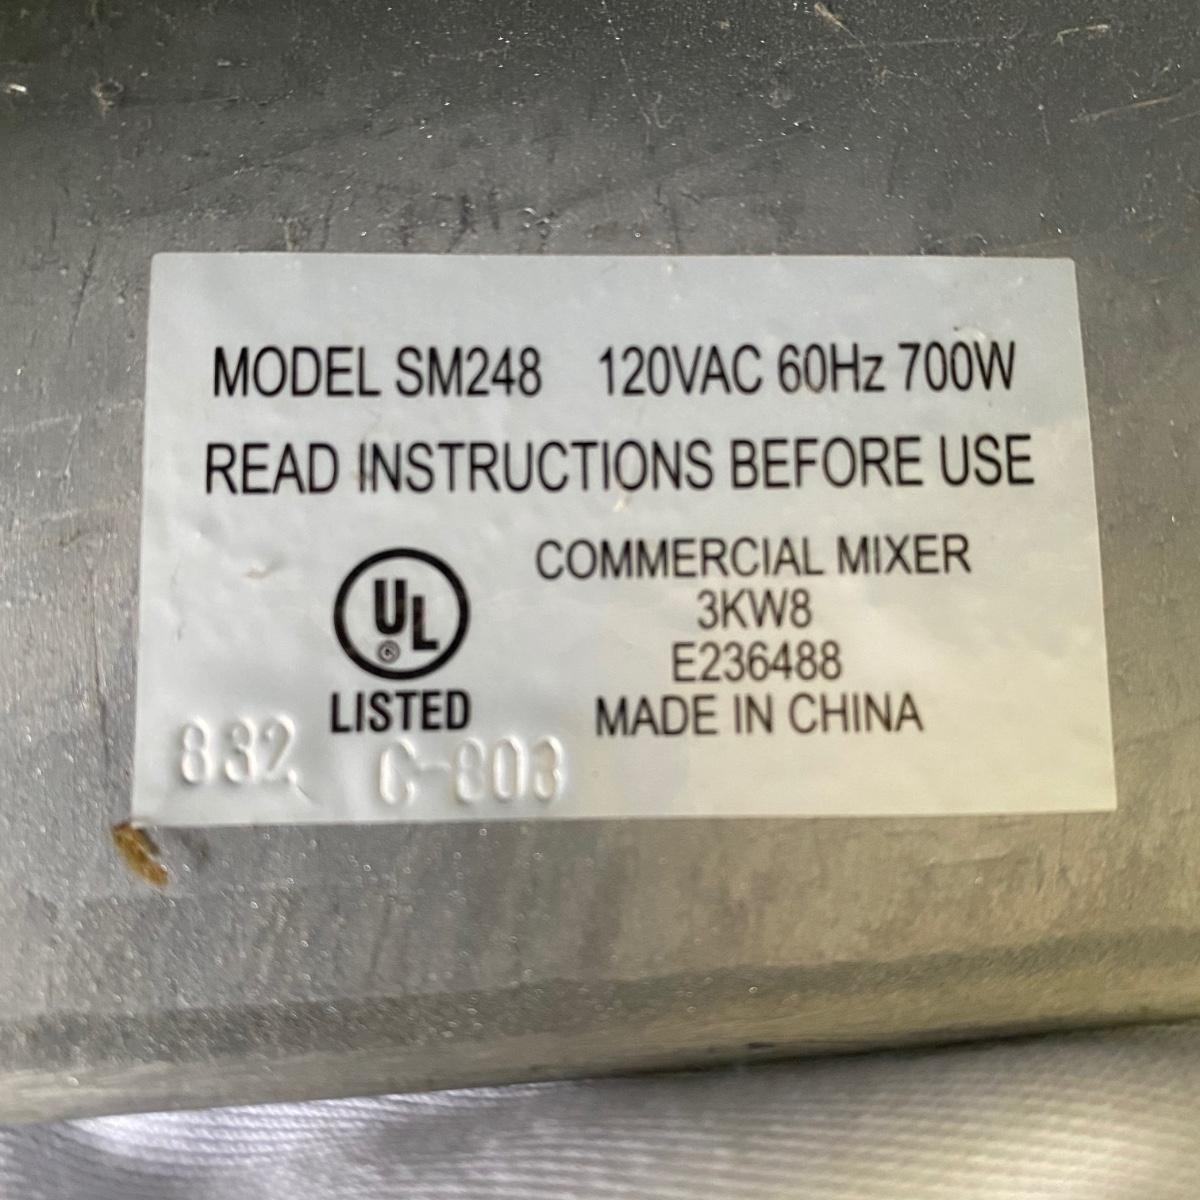 MODEL SM248 120VAC 60Hz 700W
READ INSTRUCTIONS BEFORE USE
UL
®
LISTED
COMMERCIAL MIXER
3KW8
E236488
MADE IN CHINA
832
C-803